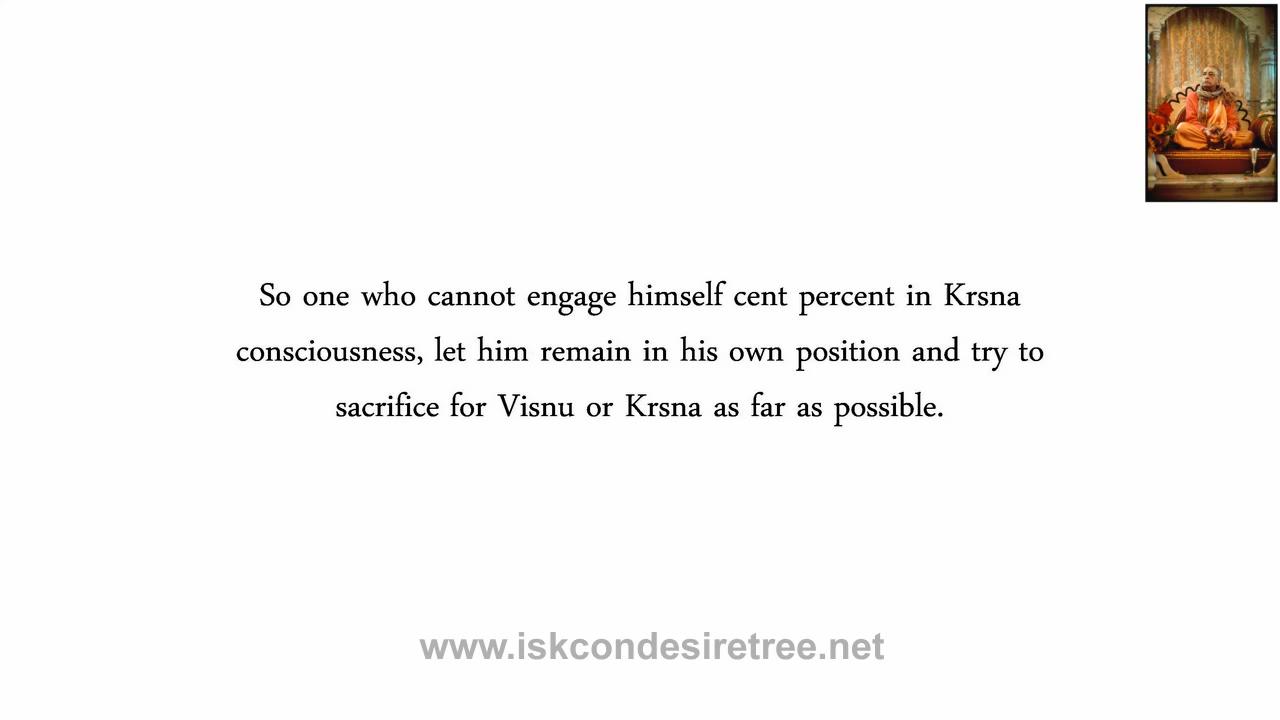 So one who cannot engage himself cent percent in Krsna
consciousness, let him remain in his own position and try to
sacrifice for Visnu or Krsna as far as possible.
www.iskcondesiretree.net